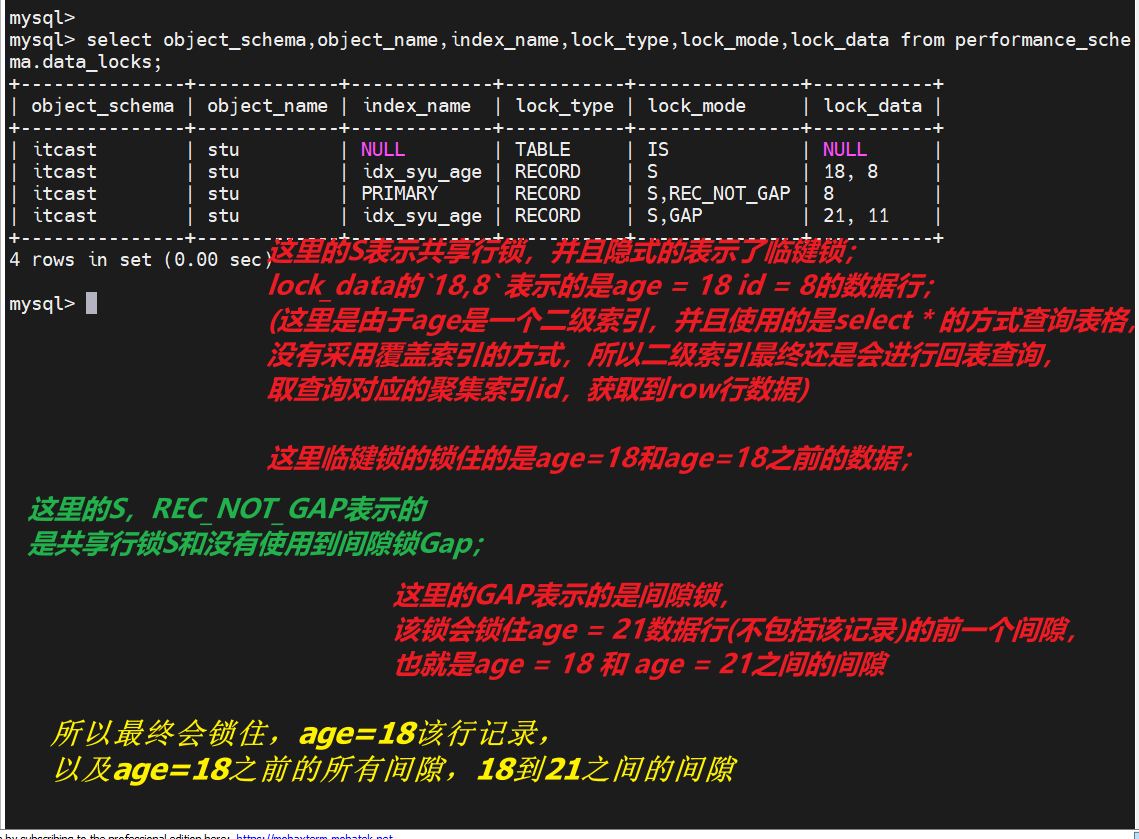 mysql>
mysql> select object_schema,object_name,index_name,lock_type,lock_mode,lock_data from performance_sche
ma.data_locks;
+---------------+-------------+-------------+-----------+---------------+-----------+
| object_schema | object_name | index_name | lock_type | lock_mode | lock_data |
+---------------+-------------+-------------+-----------+---------------+-----------+
| itcast | stu | NULL | TABLE | IS | NULL |
| itcast | stu | idx_syu_age | RECORD | S | 18, 8 |
| itcast | stu | PRIMARY | RECORD | S,REC_NOT_GAP | 8 |
| itcast | stu | idx_syu_age | RECORD | S,GAP | 21, 11 |
+---------------+-------------+-------------+-----------+---------------+-----------+
4 rows in set (0.00 sec)
这里的S表示共享行锁，并且隐式的表示了临键锁；
lock_data的`18,8`表示的是age = 18 id = 8的数据行；
mysql>
(这里是由于age是一个二级索引，并且使用的是select * 的方式查询表格，
没有采用覆盖索引的方式，所以二级索引最终还是会进行回表查询，
取查询对应的聚集索引id，获取到row行数据)
这里临键锁的锁住的是age=18和age=18之前的数据；
这里的S，REC_NOT_GAP表示的
是共享行锁S和没有使用到间隙锁Gap；
这里的GAP表示的是间隙锁，
该锁会锁住age = 21数据行(不包括该记录)的前一个间隙，
也就是age = 18 和 age = 21之间的间隙
所以最终会锁住，age=18该行记录，
以及age=18之前的所有间隙，18到21之间的间隙
by subscribing to the professional edition here: https://mobaxterm.mobatek.net